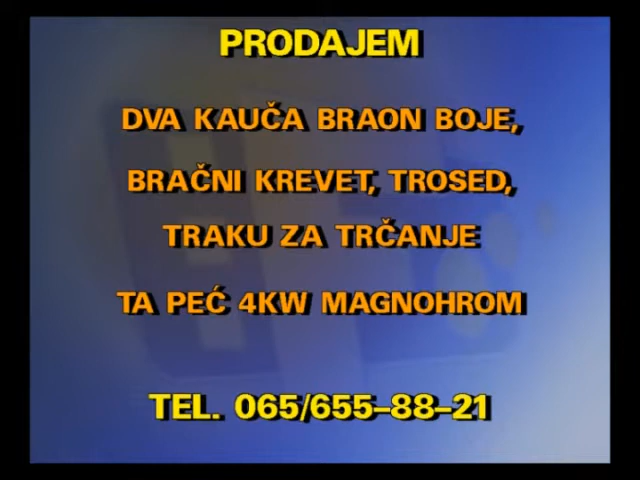 PRODAJEM
DVA KAUČA BRAON BOJE,
BRAČNI KREVET, TROSED,
TRAKU ZA TRČANJE
TA PEĆ 4KW MAGNOHROM
TEL. 065/655-88-21